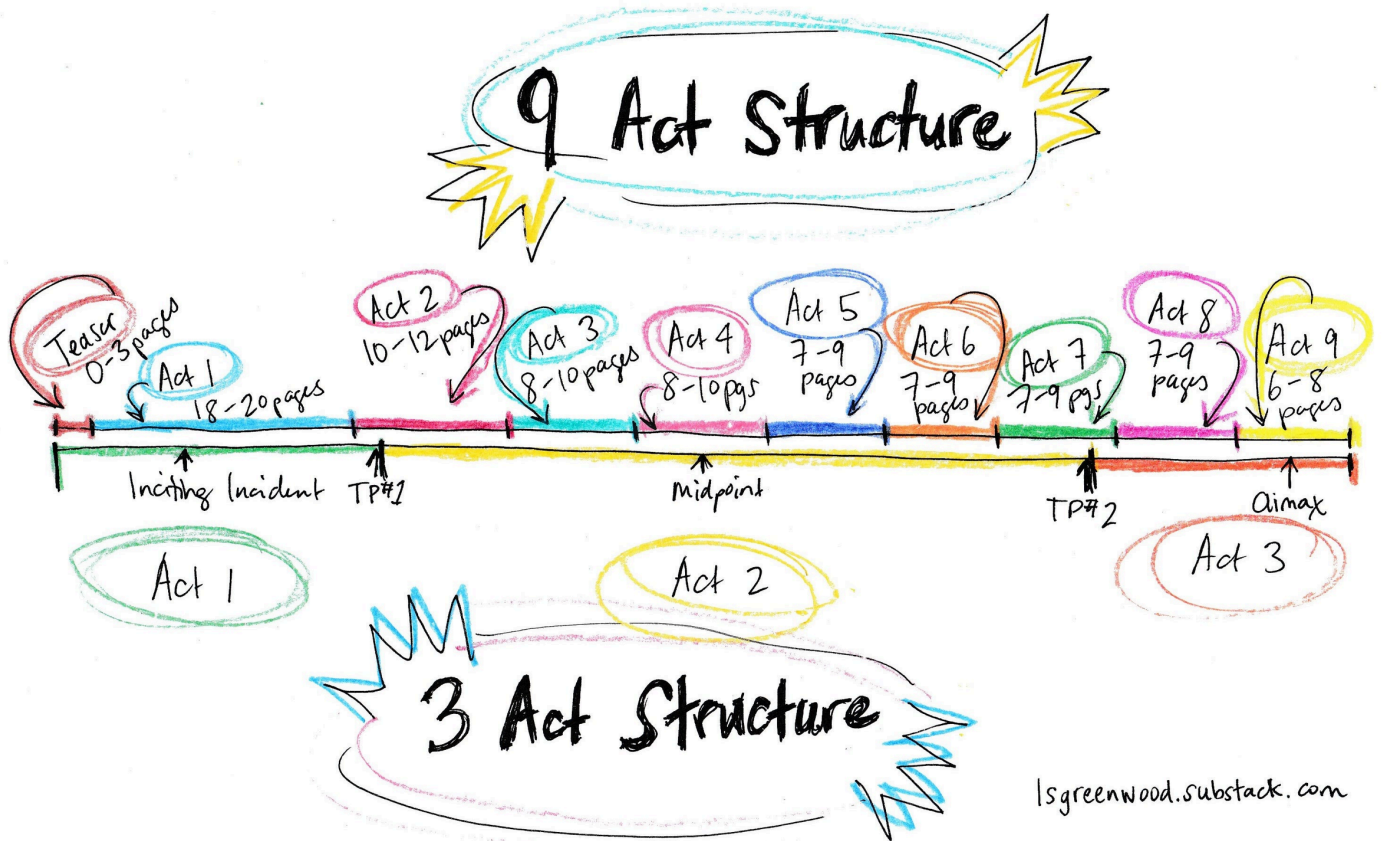 9 Act Structure
Teaser
0-3 pages
Act 1
18-20 pages
Act 2
10-12 pages
Act 3
8-10 pages
Act 4
8-10 pgs
Act 5
7-9
pages
Act 6
7-9
pages
Act 7
7-9 pgs
Act 8
7-9
pages
Act 9
6-8
pages
Inciting Incident
TP#1
Midpoint
TP#2
Climax
Act 1
Act 2
Act 3
3 Act Structure
lsgreenwood.substack.com